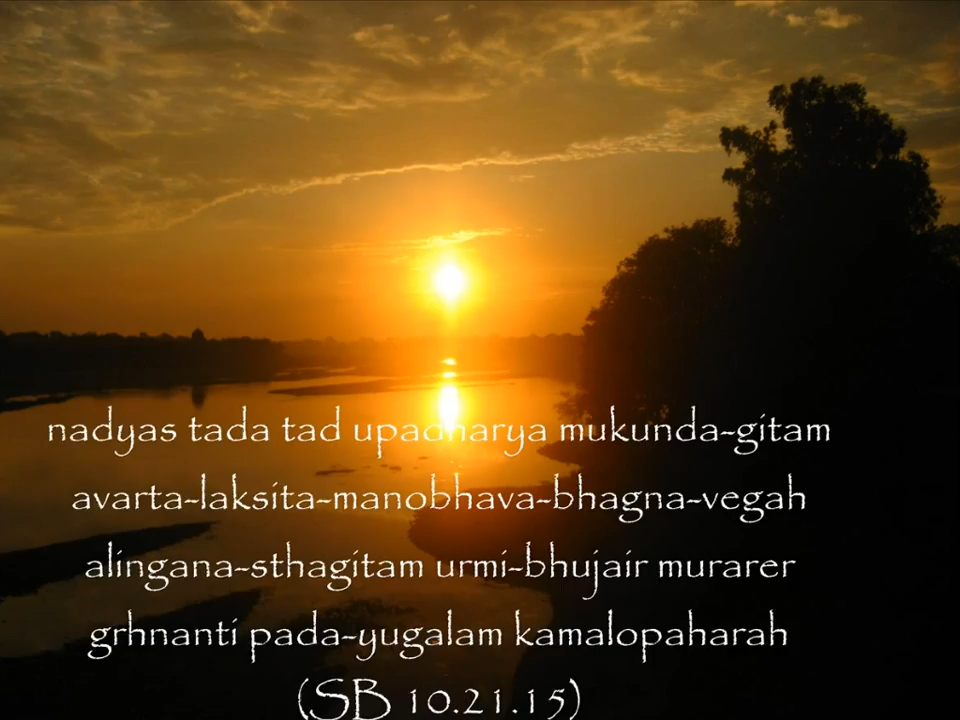 nadyas tada tad upadharya mukunda-gitam
avarta-laksita-manobhava-bhagna-vegah
alingana-sthagitam urmi-bhujair murarer
grhnanti pada-yugalam kamalopaharah
(SB 10.21.15)